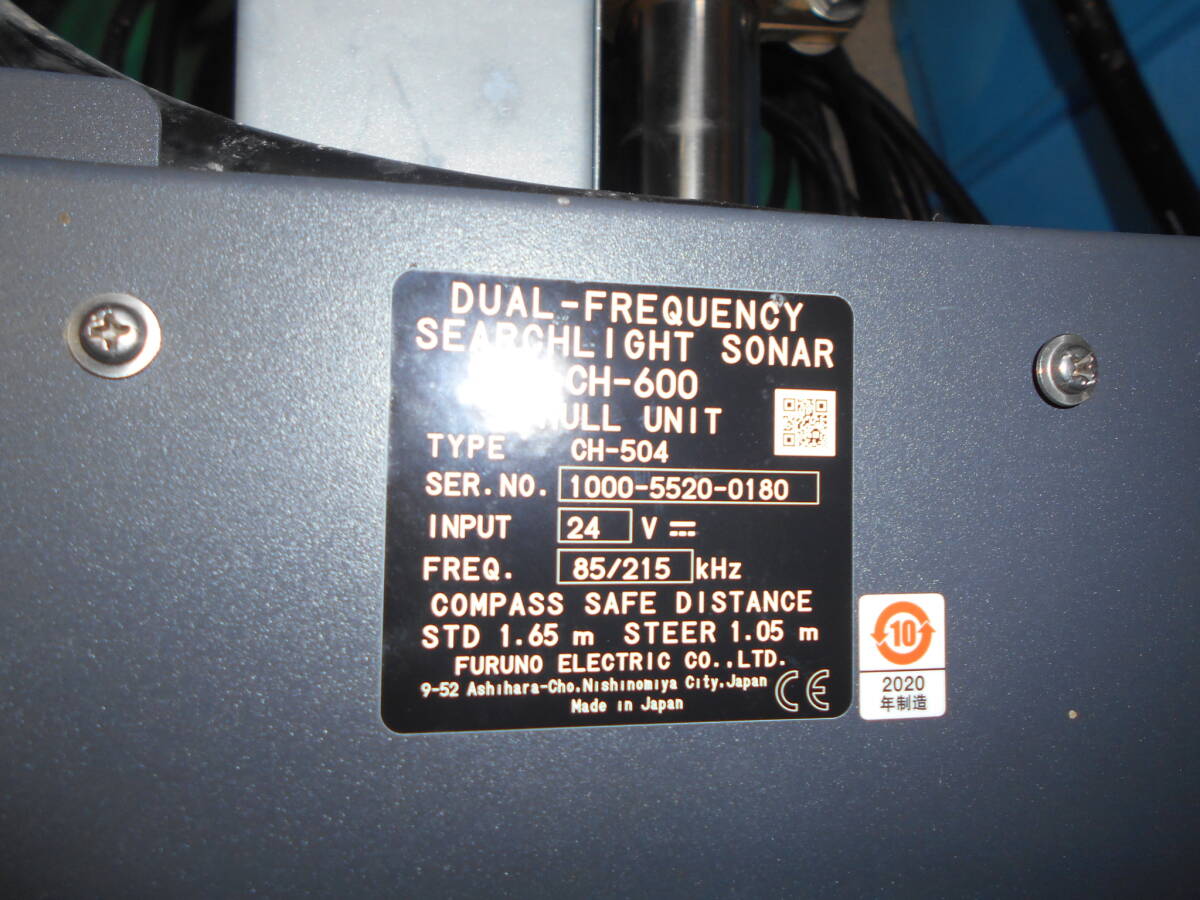 DUAL-FREQUENCY
SEARCHLIGHT SONAR
CH-600
HULL UNIT
TYPE CH-504
SER.NO. 1000-5520-0180
INPUT 24 V
FREQ. 85/215 kHz
COMPASS SAFE DISTANCE
STD 1.65 m STEER 1.05 m
FURUNO ELECTRIC CO.,LTD.
9-52 Ashihara-Cho,Nishinomiya City,Japan
Made in Japan
CE
10
2020
年制造